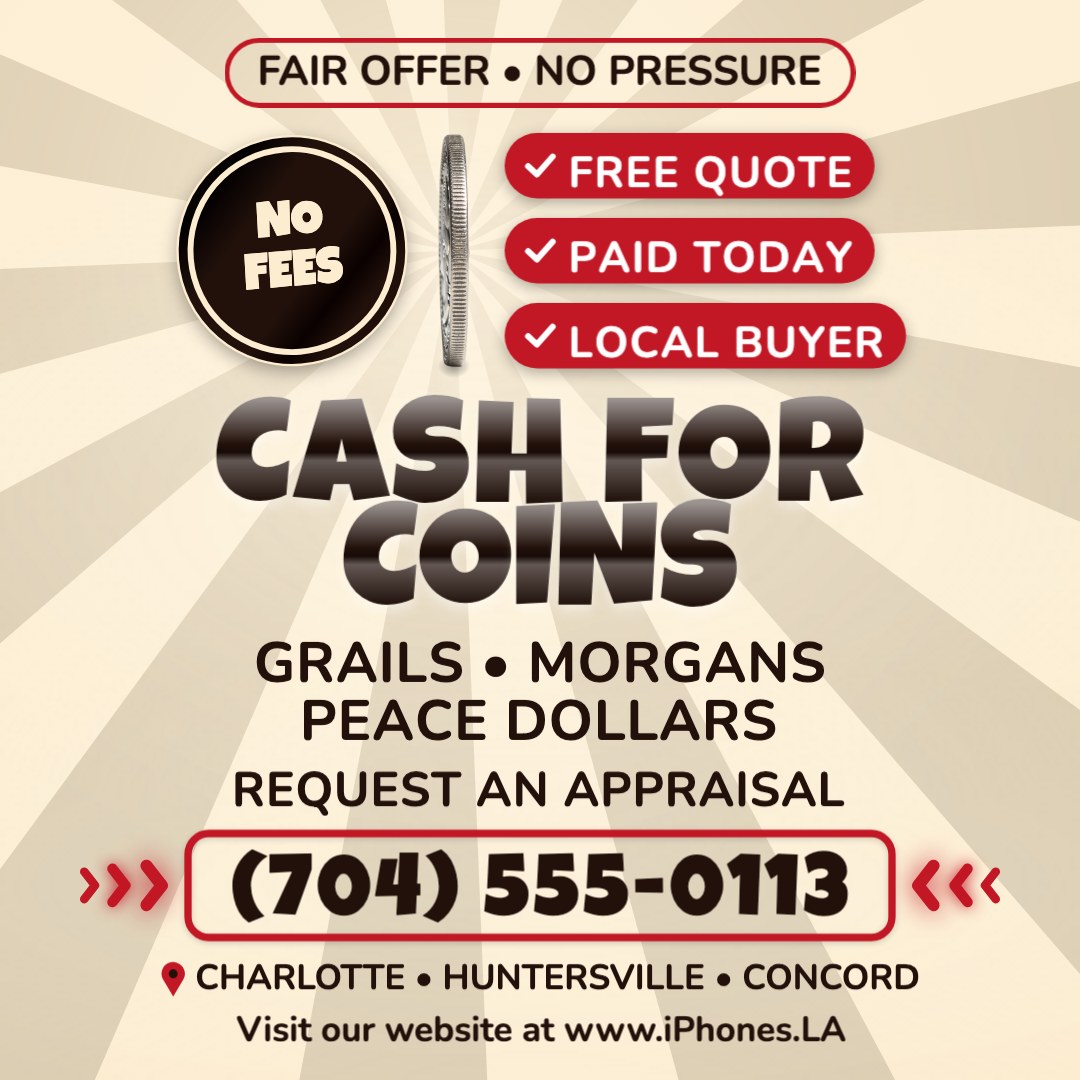 FAIR OFFER • NO PRESSURE
NO
FEES
FREE QUOTE
PAID TODAY
LOCAL BUYER
CASH FOR
COINS
GRAILS • MORGANS
PEACE DOLLARS
REQUEST AN APPRAISAL
(704) 555-0113
CHARLOTTE • HUNTERSVILLE • CONCORD
Visit our website at www.iPhones.LA